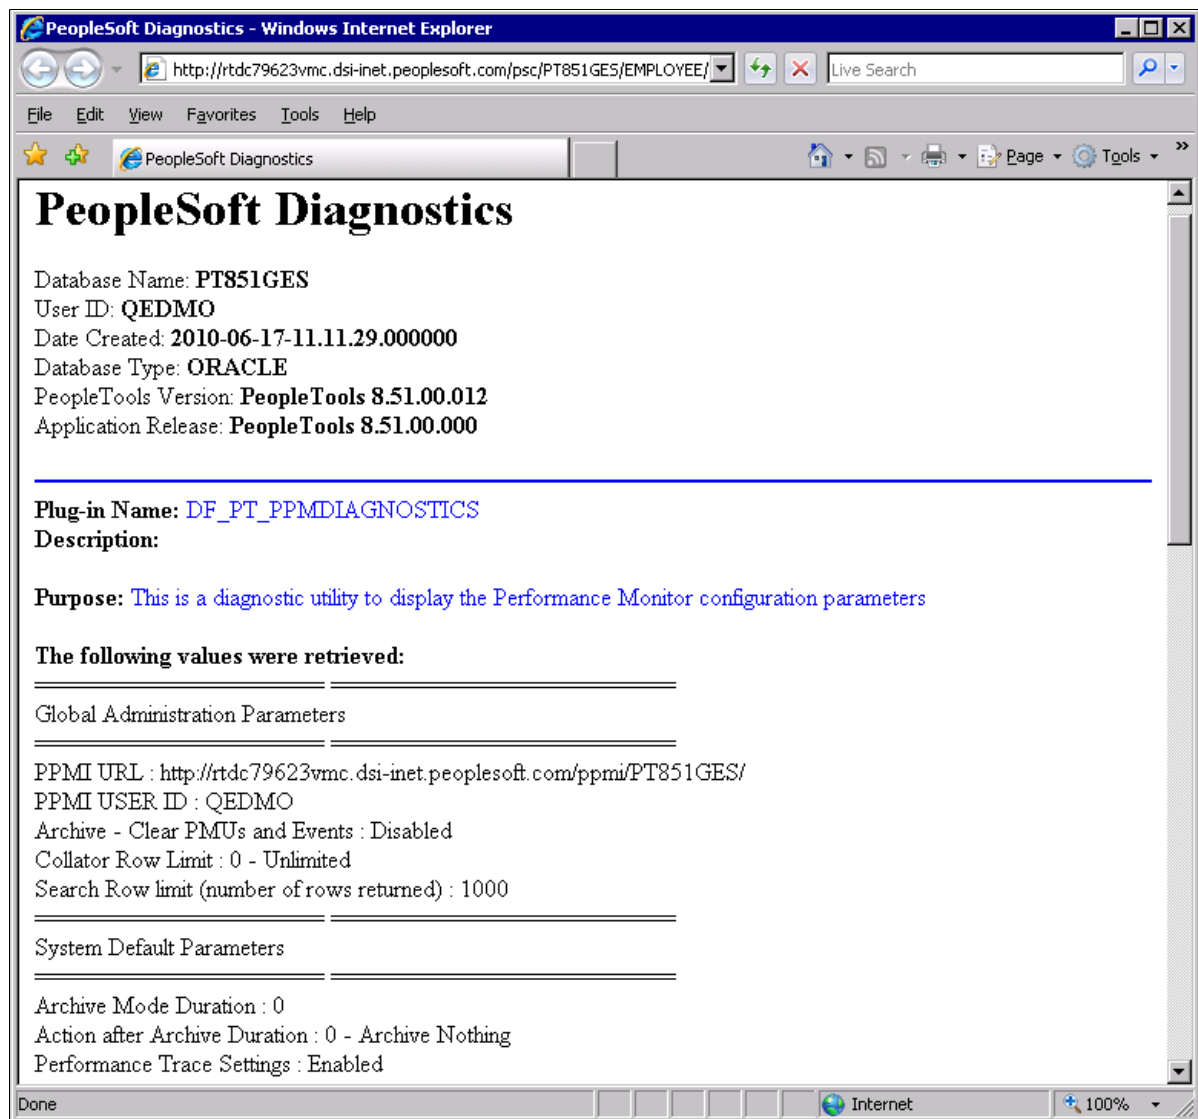 PeopleSoft Diagnostics - Windows Internet Explorer
http://rtdc79623vmc.dsi-inet.peoplesoft.com/psc/PT851GES/EMPLOYEE/
Live Search
File Edit View Favorites Tools Help
PeopleSoft Diagnostics
Page Tools »
PeopleSoft Diagnostics
Database Name: PT851GES
User ID: QEDMO
Date Created: 2010-06-17-11.11.29.000000
Database Type: ORACLE
PeopleTools Version: PeopleTools 8.51.00.012
Application Release: PeopleTools 8.51.00.000
Plug-in Name: DF_PT_PPMDIAGNOSTICS
Description:
Purpose: This is a diagnostic utility to display the Performance Monitor configuration parameters
The following values were retrieved:
Global Administration Parameters
PPMI URL : http://rtdc79623vmc.dsi-inet.peoplesoft.com/ppmi/PT851GES/
PPMI USER ID : QEDMO
Archive - Clear PMUs and Events : Disabled
Collator Row Limit : 0 - Unlimited
Search Row limit (number of rows returned) : 1000
System Default Parameters
Archive Mode Duration : 0
Action after Archive Duration : 0 - Archive Nothing
Performance Trace Settings : Enabled
Done
Internet
100%